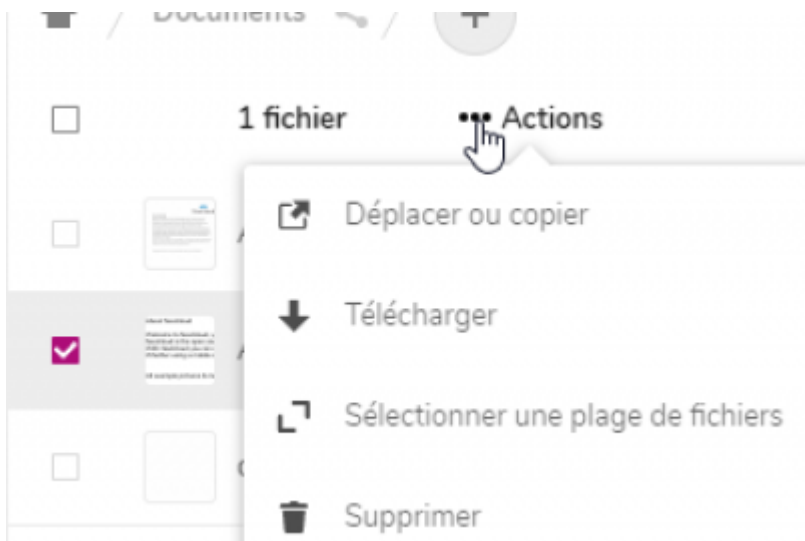 Documents
1 fichier ••• Actions
Déplacer ou copier
Télécharger
Sélectionner une plage de fichiers
Supprimer